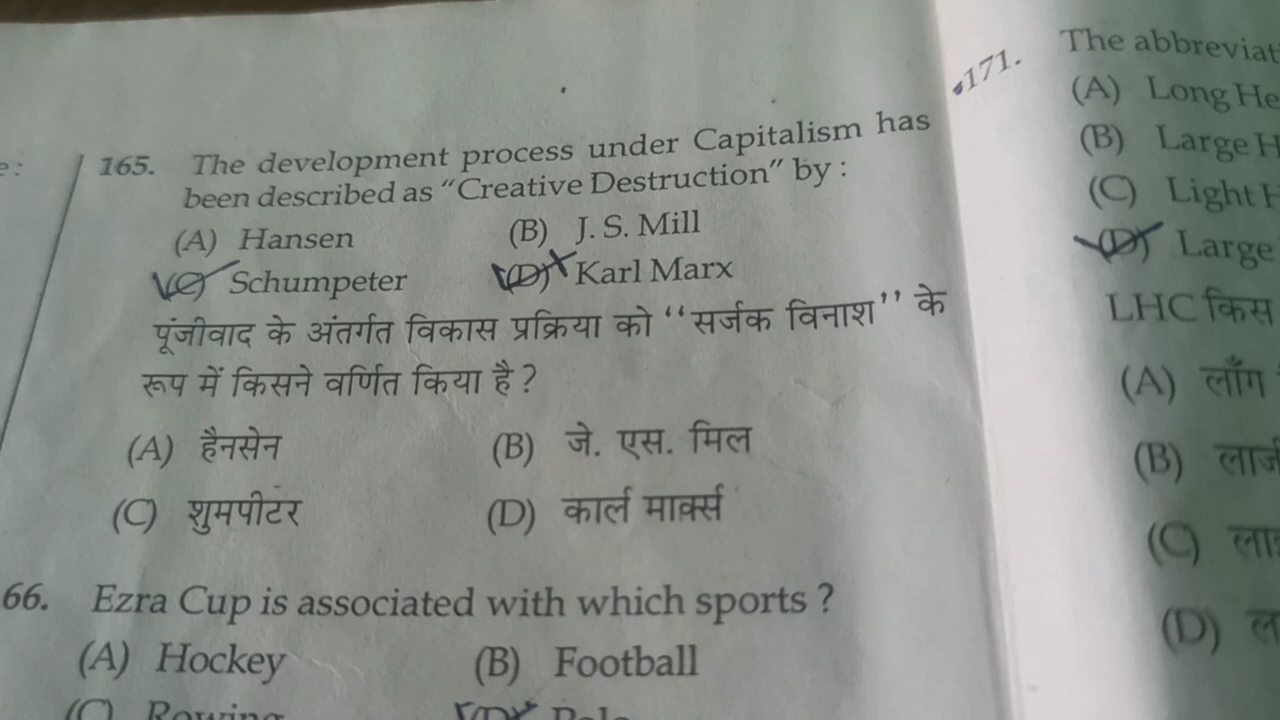 165. The development process under Capitalism has
been described as “Creative Destruction” by :
(A) Hansen (B) J. S. Mill
(C) Schumpeter (D) Karl Marx
पूंजीवाद के अंतर्गत विकास प्रक्रिया को ‘‘सर्जक विनाश’’ के
रूप में किसने वर्णित किया है ?
(A) हैनसेन (B) जे. एस. मिल
(C) शुमपीटर (D) कार्ल मार्क्स
66. Ezra Cup is associated with which sports ?
(A) Hockey (B) Football
(C) Rowing (D) Polo
171. The abbreviat
(A) Long He
(B) Large H
(C) Light H
(D) Large
LHC किस
(A) लाँग
(B) लार्ज
(C)
(D)